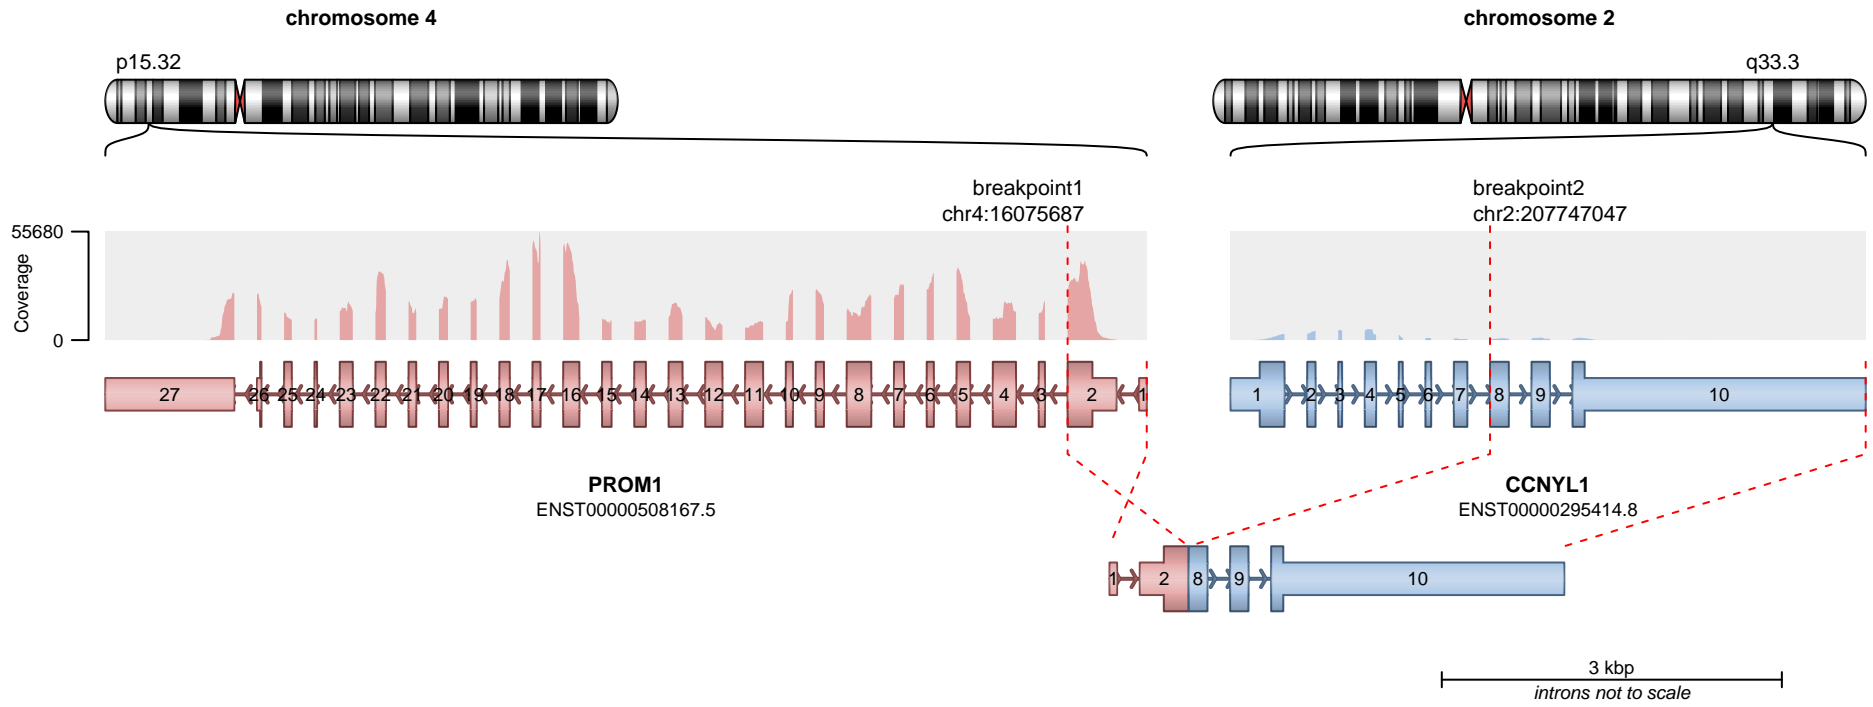 chromosome 4
chromosome 2
p15.32
q33.3
breakpoint1
chr4:16075687
breakpoint2
chr2:207747047
55680
Coverage
0
27 26 25 24 23 22 21 20 19 18 17 16 15 14 13 12 11 10 9 8 7 6 5 4 3 2 1
1 2 3 4 5 6 7 8 9 10
PROM1
ENST00000508167.5
CCNYL1
ENST00000295414.8
1 2 8 9 10
3 kbp
introns not to scale